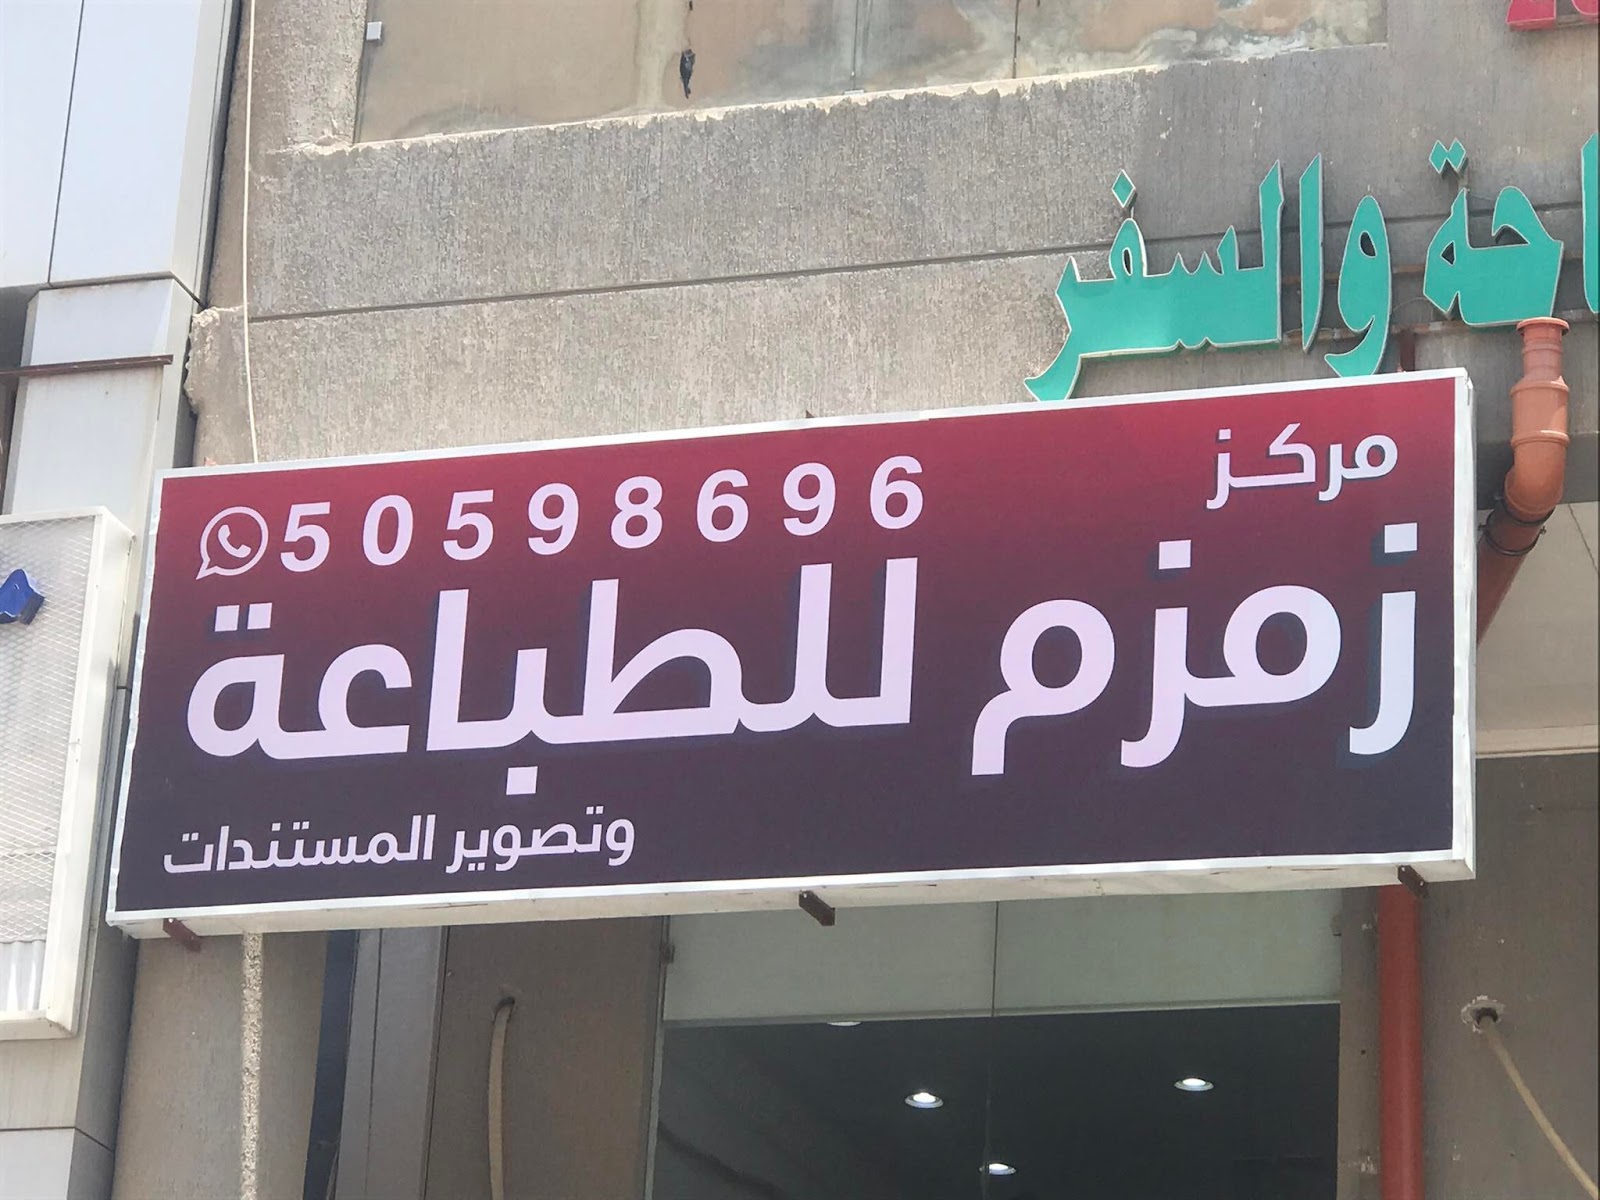 والسفر
مركز
50598696
زمزم للطباعة
وتصوير المستندات